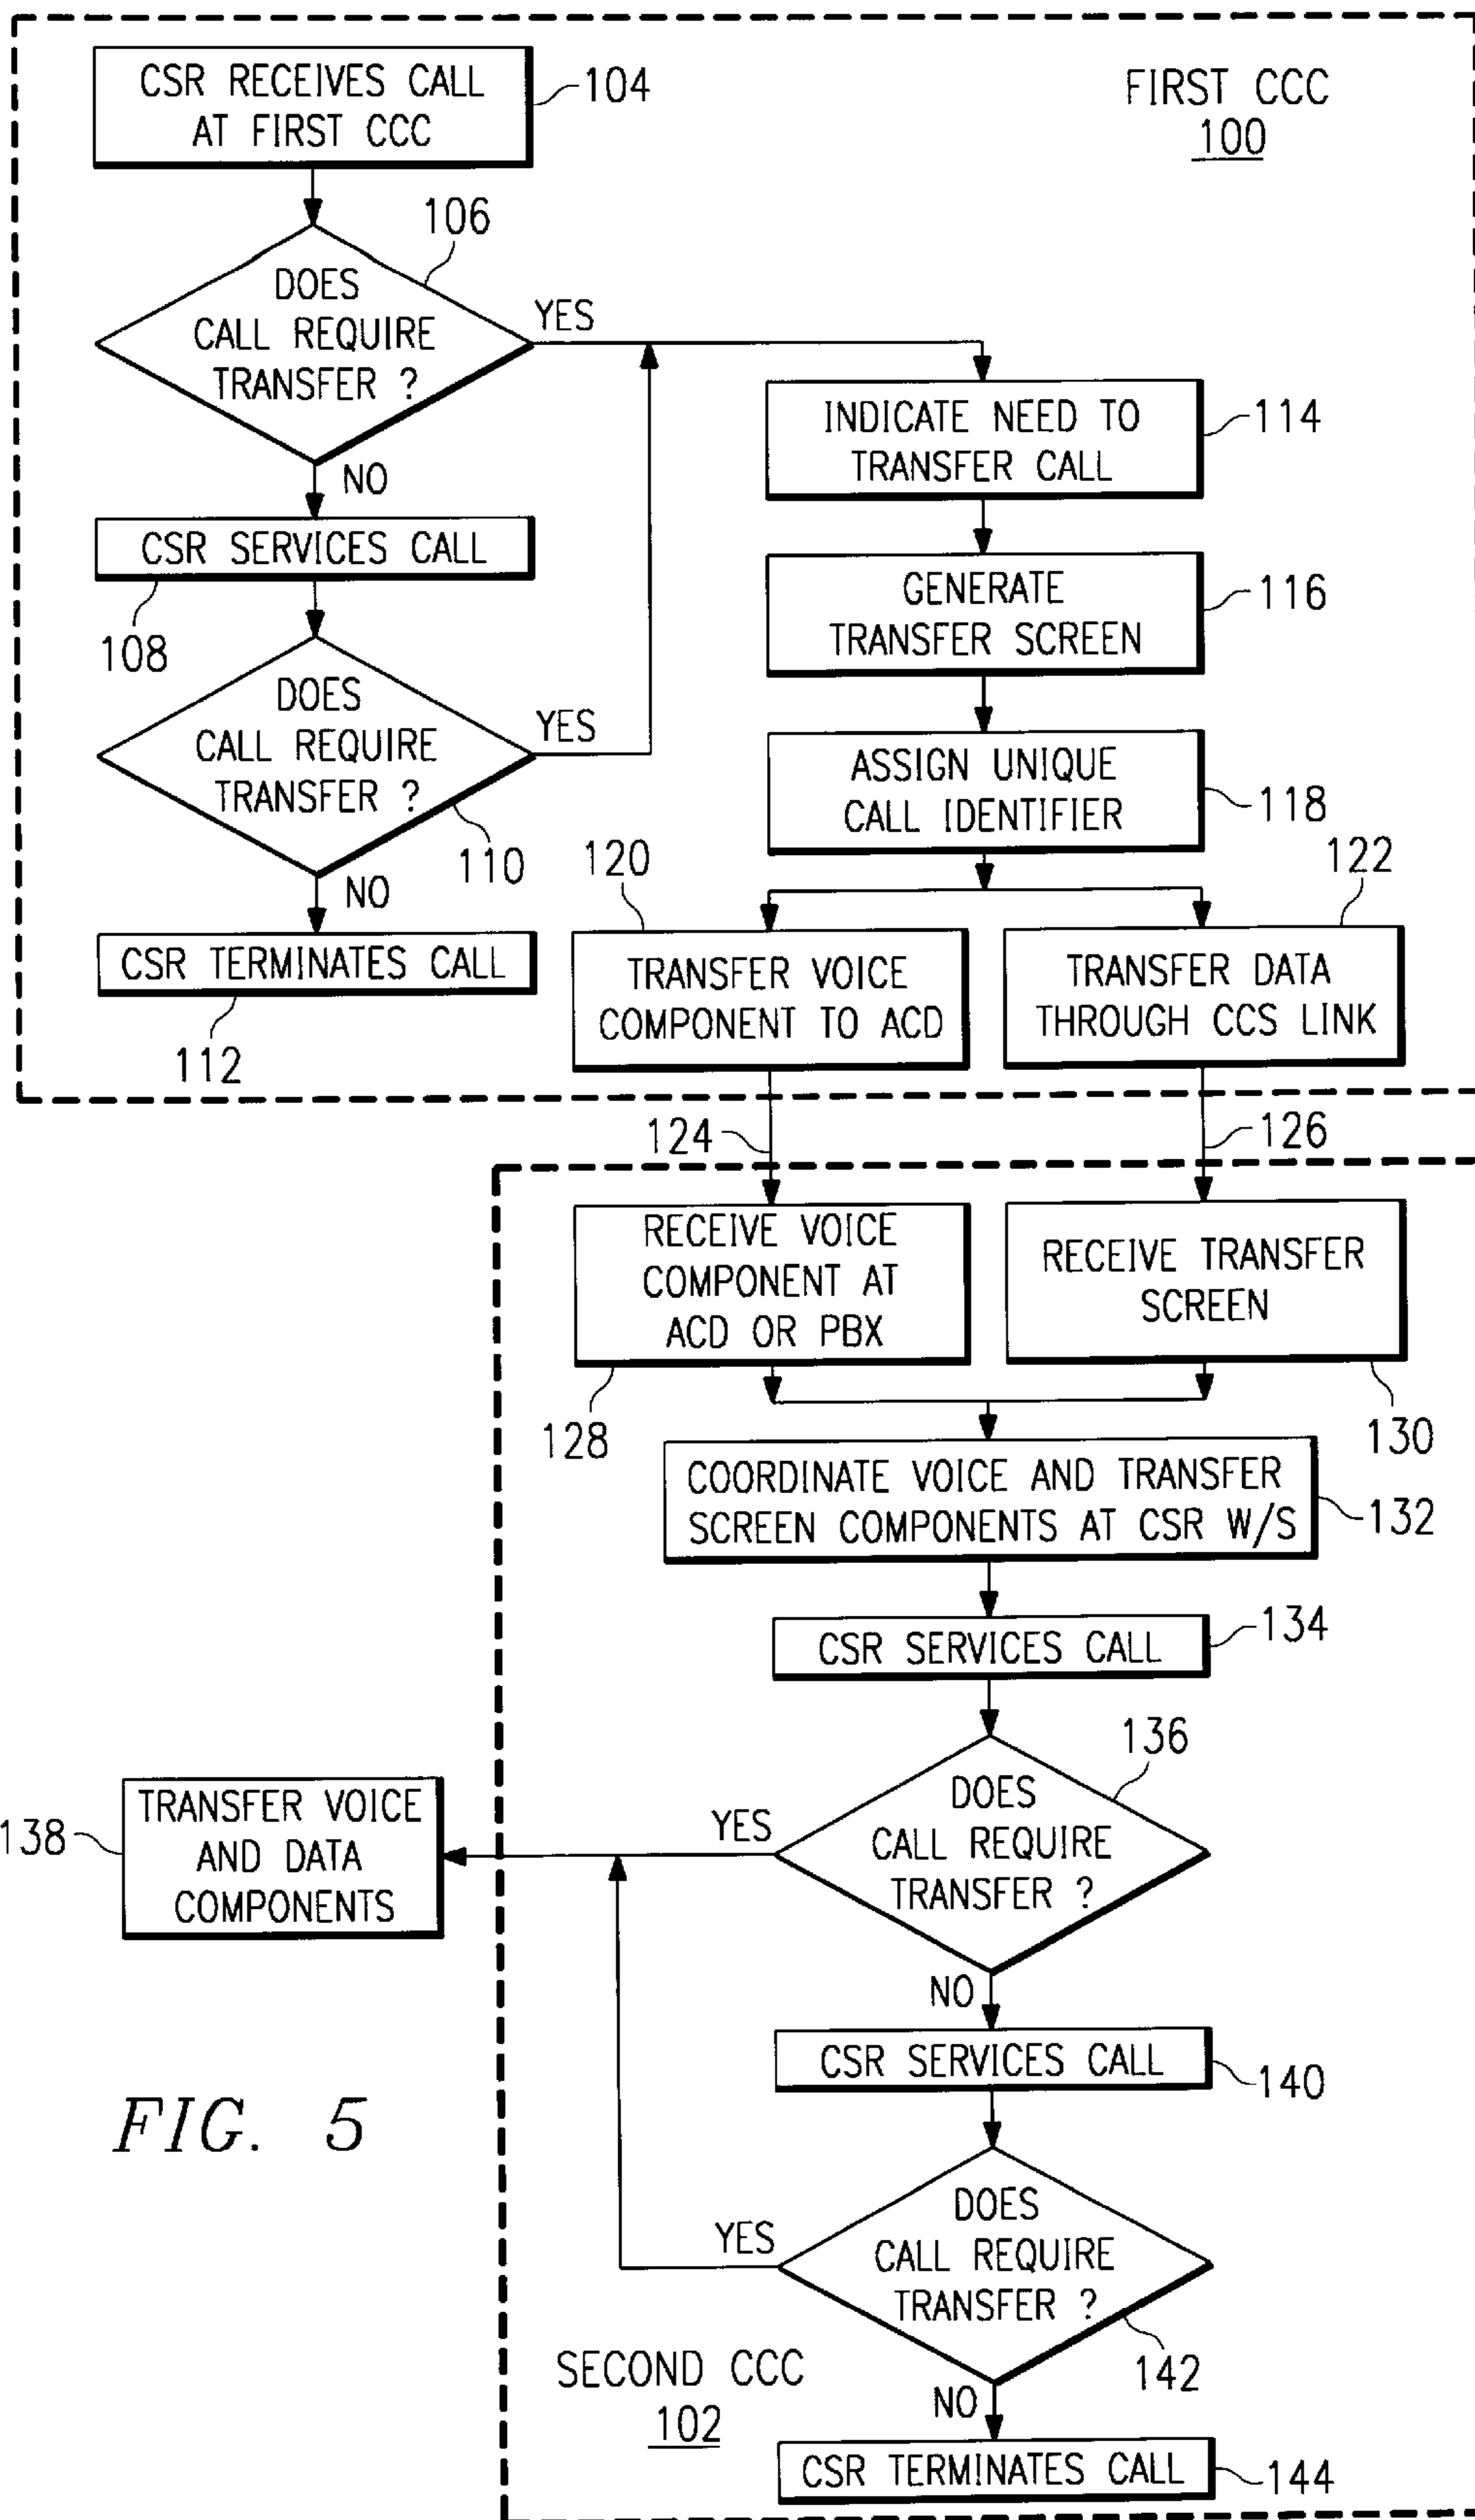 CSR RECEIVES CALL
AT FIRST CCC
104
FIRST CCC
100
106
DOES
CALL REQUIRE
TRANSFER ?
YES
NO
CSR SERVICES CALL
108
DOES
CALL REQUIRE
TRANSFER ?
YES
110
NO
CSR TERMINATES CALL
112
INDICATE NEED TO
TRANSFER CALL
114
GENERATE
TRANSFER SCREEN
116
ASSIGN UNIQUE
CALL IDENTIFIER
118
120
TRANSFER VOICE
COMPONENT TO ACD
122
TRANSFER DATA
THROUGH CCS LINK
124
126
RECEIVE VOICE
COMPONENT AT
ACD OR PBX
128
RECEIVE TRANSFER
SCREEN
130
COORDINATE VOICE AND TRANSFER
SCREEN COMPONENTS AT CSR W/S
132
CSR SERVICES CALL
134
136
DOES
CALL REQUIRE
TRANSFER ?
YES
138
TRANSFER VOICE
AND DATA
COMPONENTS
NO
CSR SERVICES CALL
140
DOES
CALL REQUIRE
TRANSFER ?
YES
142
NO
CSR TERMINATES CALL
144
SECOND CCC
102
FIG. 5